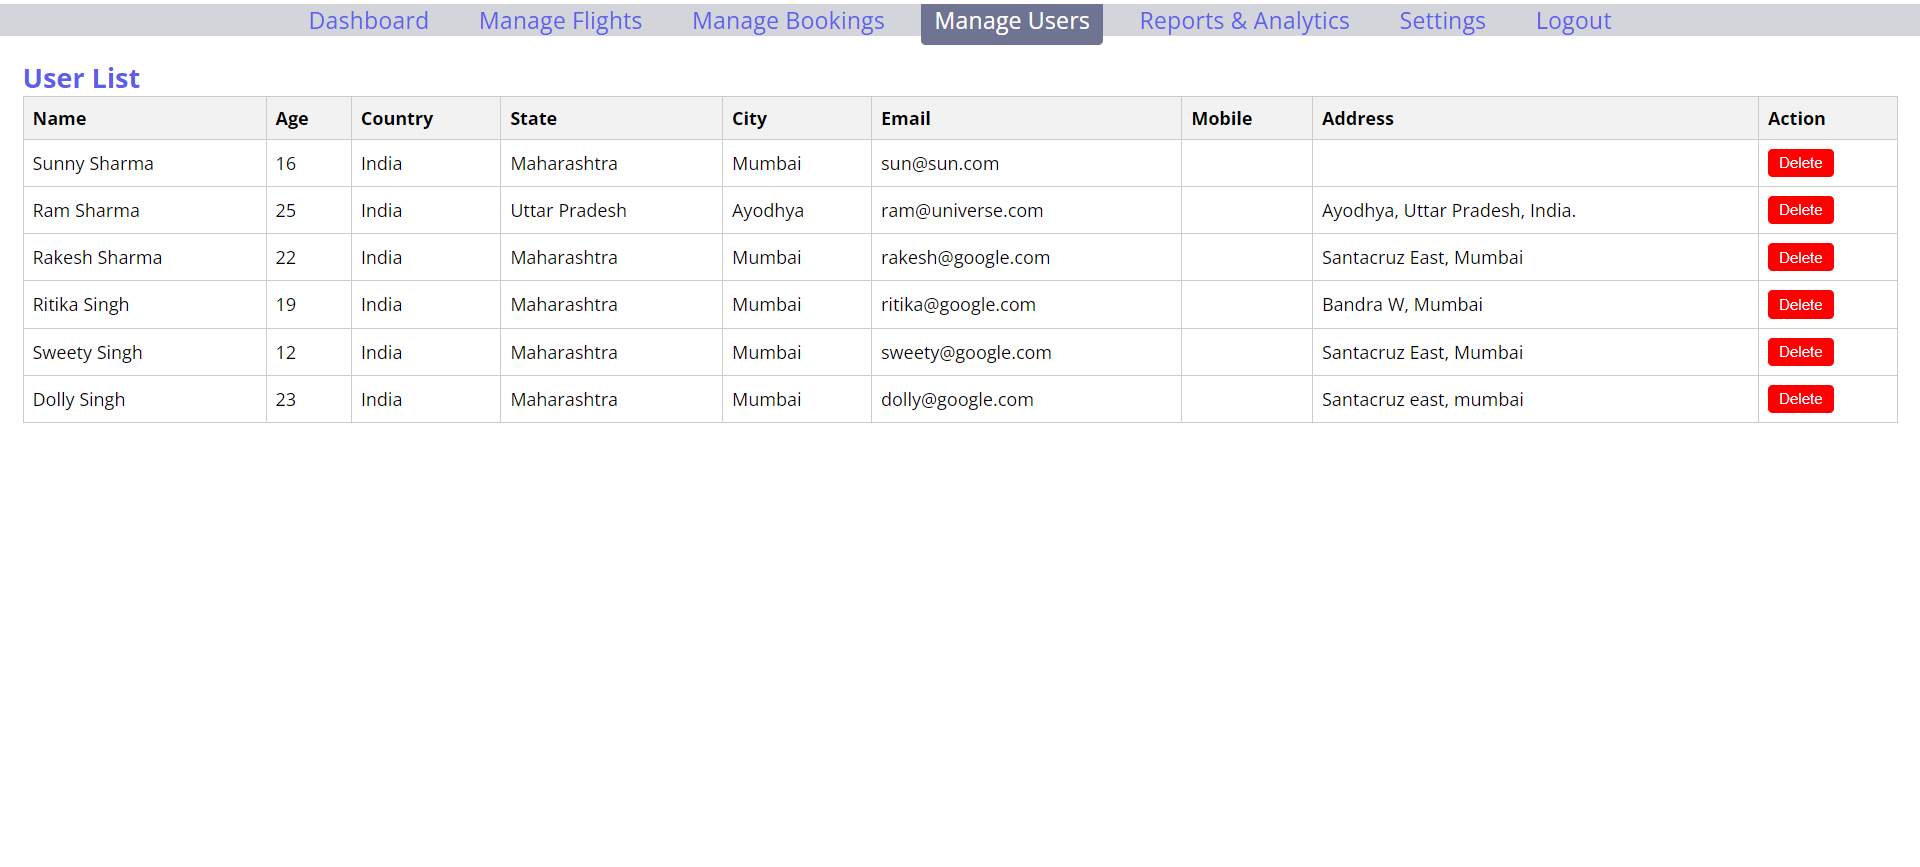 Dashboard Manage Flights Manage Bookings Manage Users Reports & Analytics Settings Logout
User List
Name Age Country State City Email Mobile Address Action
Sunny Sharma 16 India Maharashtra Mumbai sun@sun.com Delete
Ram Sharma 25 India Uttar Pradesh Ayodhya ram@universe.com Ayodhya, Uttar Pradesh, India. Delete
Rakesh Sharma 22 India Maharashtra Mumbai rakesh@google.com Santacruz East, Mumbai Delete
Ritika Singh 19 India Maharashtra Mumbai ritika@google.com Bandra W, Mumbai Delete
Sweety Singh 12 India Maharashtra Mumbai sweety@google.com Santacruz East, Mumbai Delete
Dolly Singh 23 India Maharashtra Mumbai dolly@google.com Santacruz east, mumbai Delete